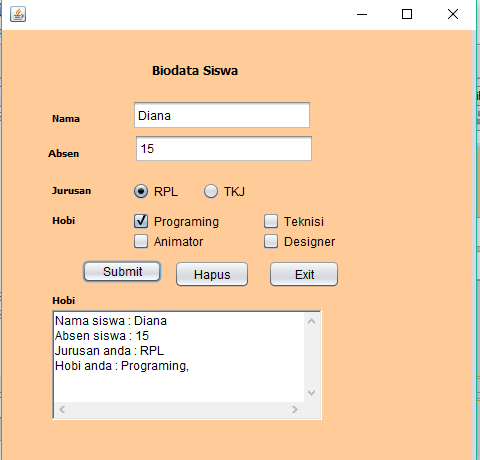 Biodata Siswa
Nama Diana
Absen 15
Jurusan RPL TKJ
Hobi Programing Teknisi
Animator Designer
Submit Hapus Exit
Hobi
Nama siswa : Diana
Absen siswa : 15
Jurusan anda : RPL
Hobi anda : Programing,